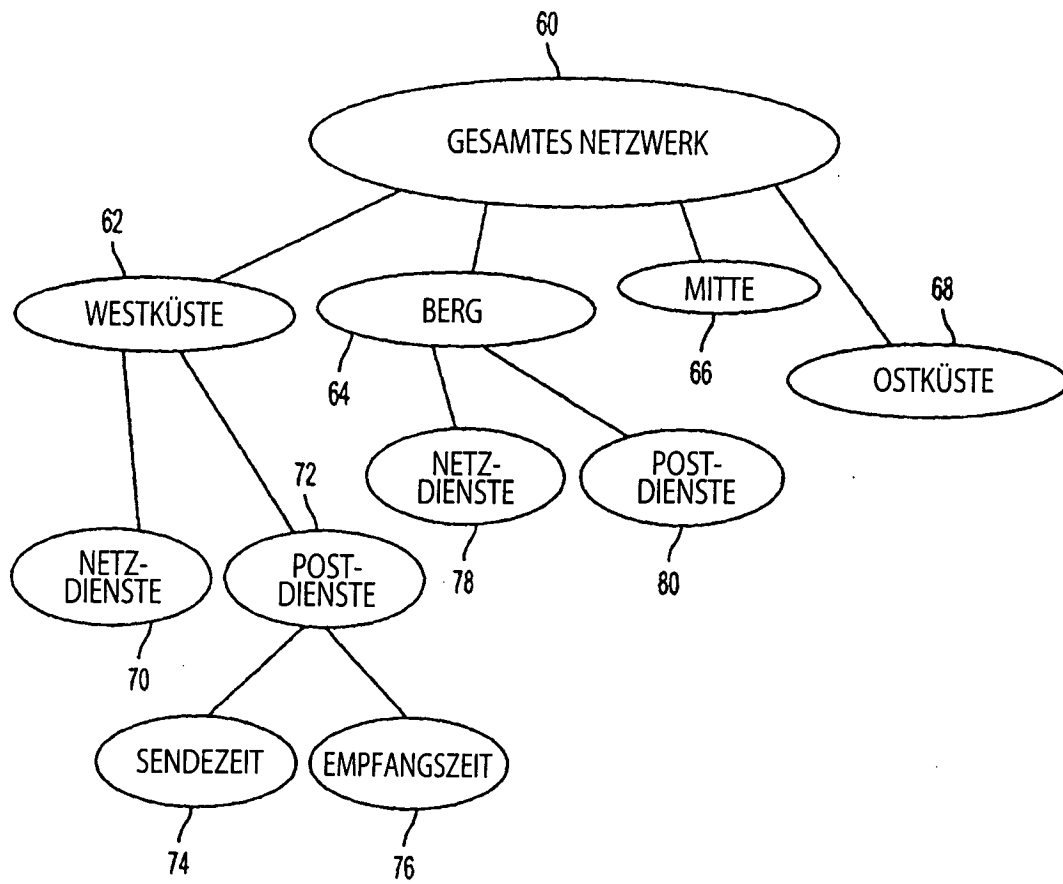 60
GESAMTES NETZWERK
62
WESTKÜSTE
BERG
64
MITTE
66
68
OSTKÜSTE
NETZ-
DIENSTE
78
POST-
DIENSTE
80
NETZ-
DIENSTE
70
72
POST-
DIENSTE
SENDEZEIT
74
EMPFANGSZEIT
76